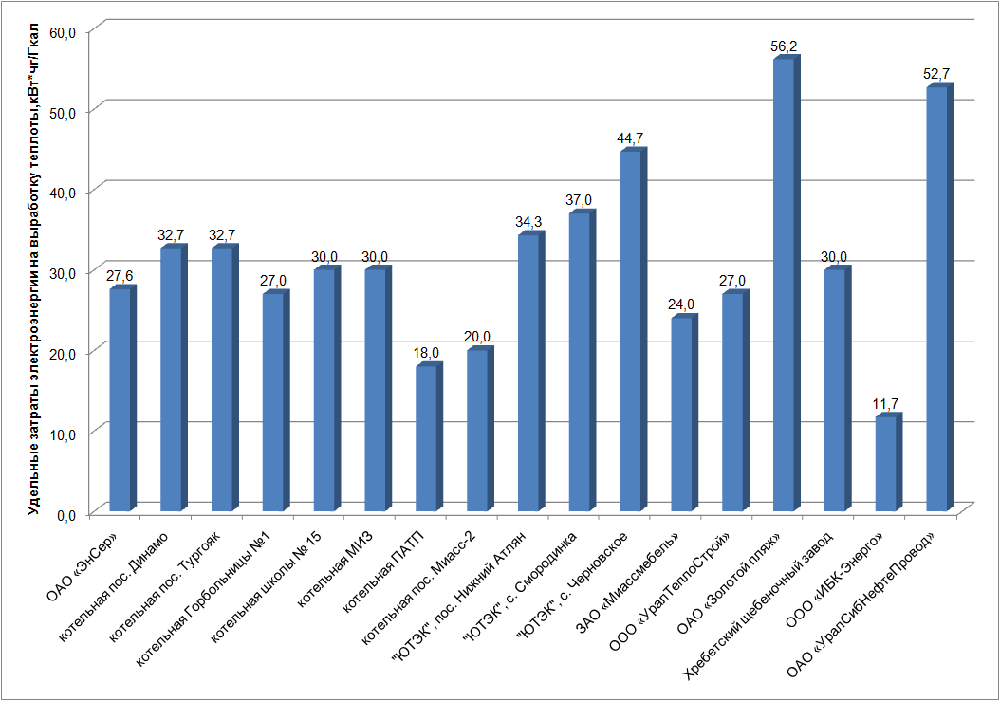 Удельные затраты электроэнергии на выработку теплоты,кВт*чг/Гкал
60,0
50,0
40,0
30,0
20,0
10,0
0,0
27,6
32,7
32,7
27,0
30,0
30,0
18,0
20,0
34,3
37,0
44,7
24,0
27,0
56,2
30,0
11,7
52,7
ОАО «ЭнСер»
котельная пос. Динамо
котельная пос. Тургояк
котельная Горбольницы №1
котельная школы № 15
котельная МИЗ
котельная ПАТП
котельная пос. Миасс-2
"ЮТЭК", пос. Нижний Атлян
"ЮТЭК", с. Смородинка
"ЮТЭК", с. Черновское
ЗАО «Миассмебель»
ООО «УралТеплоСтрой»
ОАО «Золотой пляж»
Хребетский щебеночный завод
ООО «ИБК-Энерго»
ОАО «УралСибНефтеПровод»